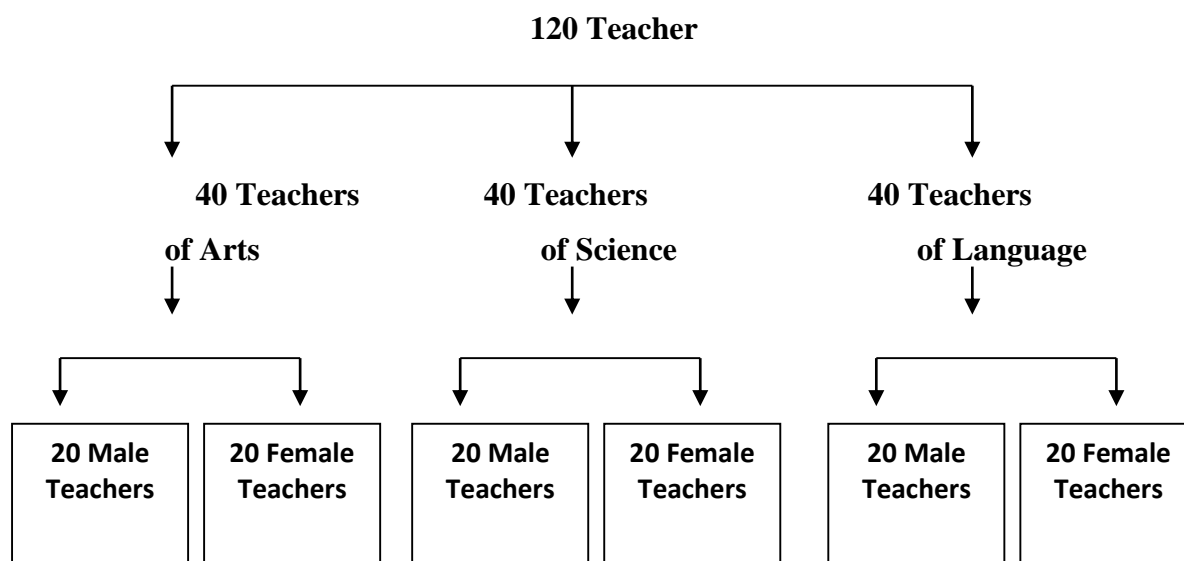 120 Teacher
40 Teachers
of Arts
40 Teachers
of Science
40 Teachers
of Language
20 Male
Teachers
20 Female
Teachers
20 Male
Teachers
20 Female
Teachers
20 Male
Teachers
20 Female
Teachers